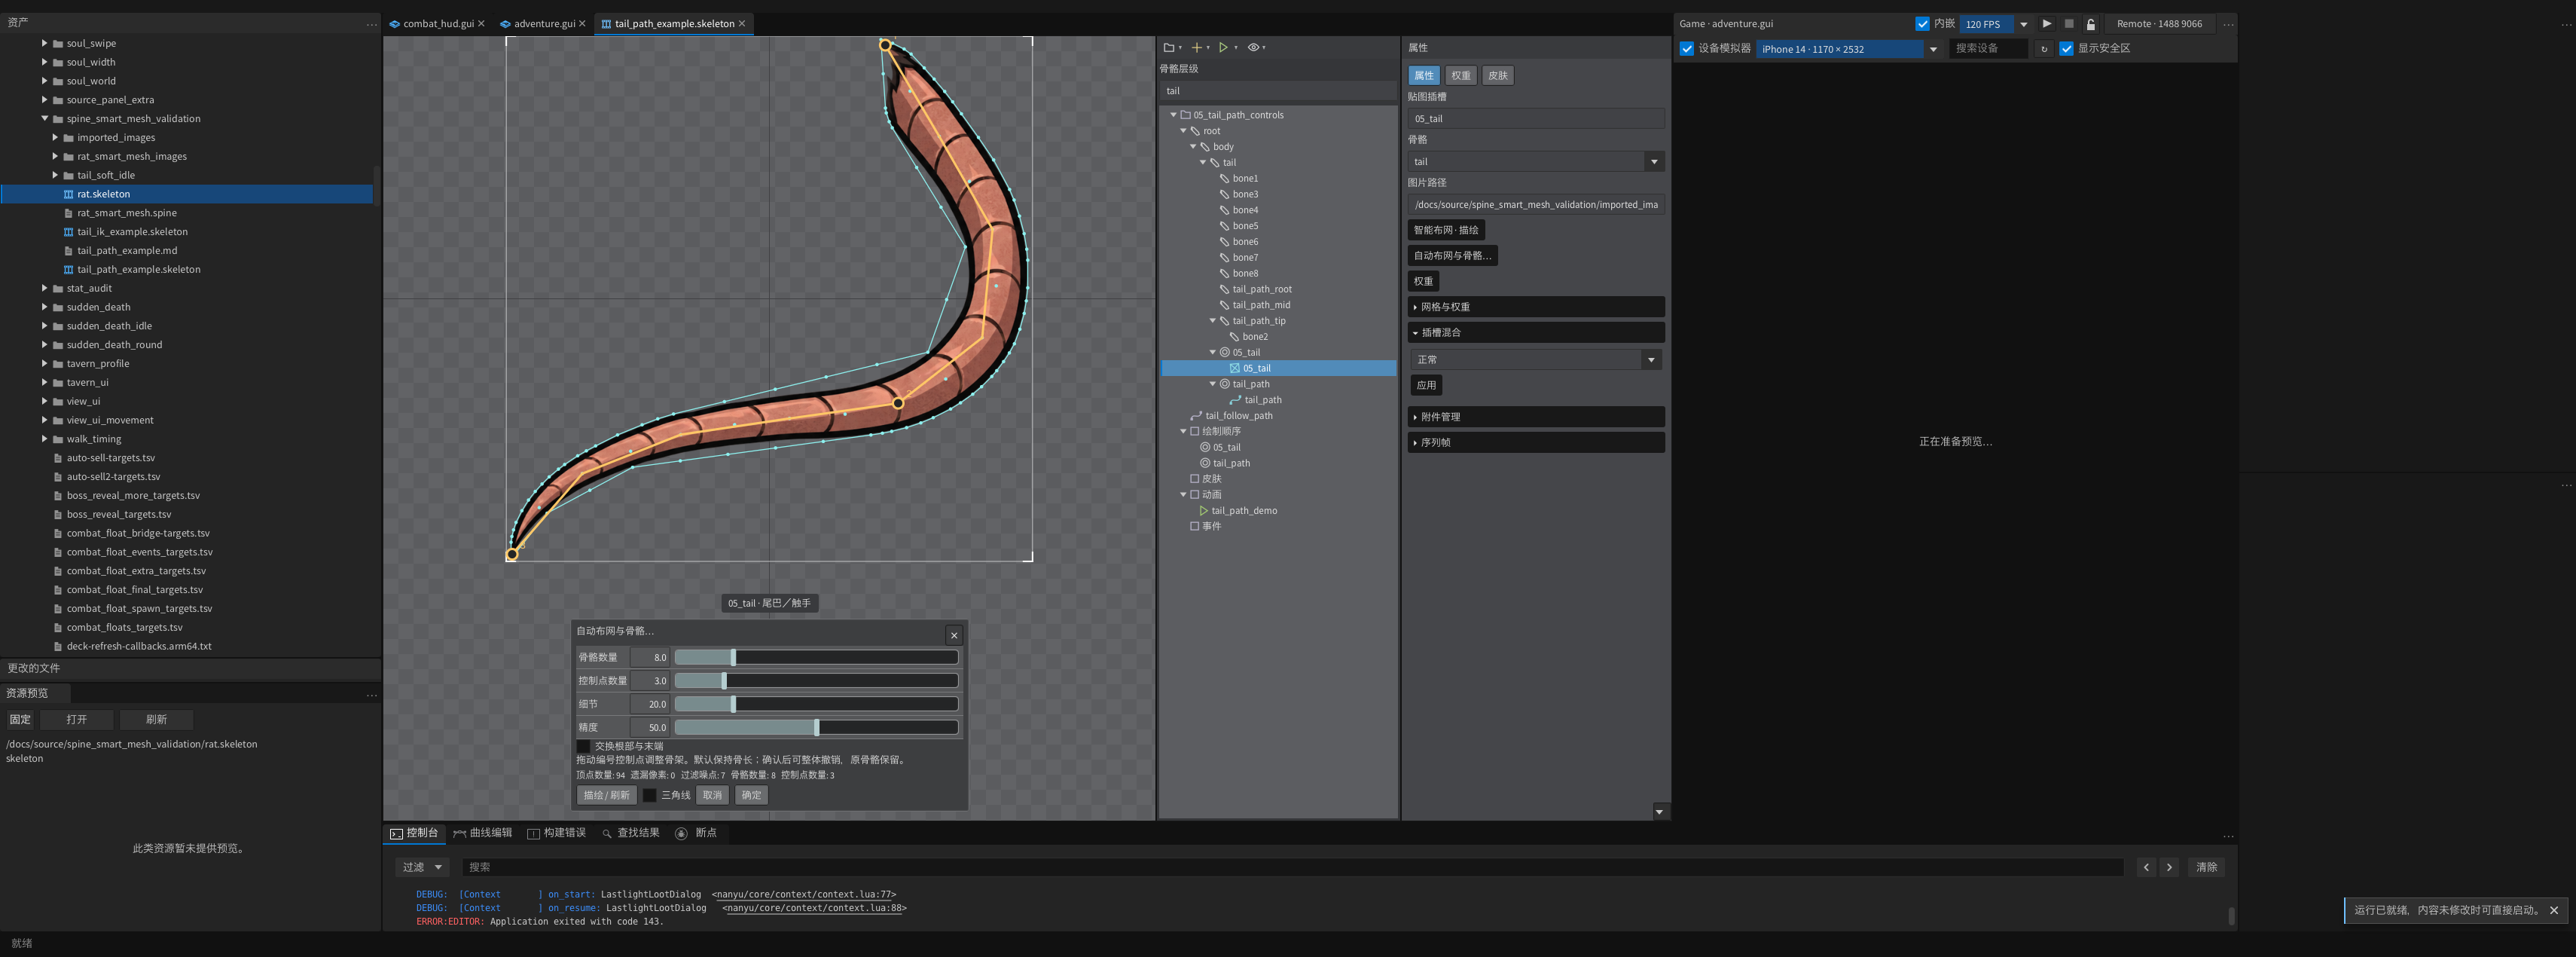 资产
soul_swipe
soul_width
soul_world
source_panel_extra
spine_smart_mesh_validation
imported_images
rat_smart_mesh_images
tail_soft_idle
rat.skeleton
rat_smart_mesh.spine
tail_ik_example.skeleton
tail_path_example.md
tail_path_example.skeleton
stat_audit
sudden_death
sudden_death_idle
sudden_death_round
tavern_profile
tavern_ui
view_ui
view_ui_movement
walk_timing
auto-sell-targets.tsv
auto-sell2-targets.tsv
boss_reveal_more_targets.tsv
boss_reveal_targets.tsv
combat_float_bridge-targets.tsv
combat_float_events_targets.tsv
combat_float_extra_targets.tsv
combat_float_final_targets.tsv
combat_float_spawn_targets.tsv
combat_floats_targets.tsv
deck-refresh-callbacks.arm64.txt
更改的文件
资源预览
固定 打开 刷新
/docs/source/spine_smart_mesh_validation/rat.skeleton
skeleton
此类资源暂未提供预览。
就绪
combat_hud.gui adventure.gui tail_path_example.skeleton
05_tail · 尾巴／触手
自动布网与骨骼…
骨骼数量 8.0
控制点数量 3.0
细节 20.0
精度 50.0
交换根部与末端
拖动编号控制点调整骨架。默认保持骨长；确认后可整体撤销，原骨骼保留。
顶点数量: 94 遗漏像素: 0 过滤噪点: 7 骨骼数量: 8 控制点数量: 3
描绘 / 刷新 三角线 取消 确定
骨骼层级
tail
05_tail_path_controls
root
body
tail
bone1
bone3
bone4
bone5
bone6
bone7
bone8
tail_path_root
tail_path_mid
tail_path_tip
bone2
05_tail
05_tail
tail_path
tail_path
tail_follow_path
绘制顺序
05_tail
tail_path
皮肤
动画
tail_path_demo
事件
属性
属性 权重 皮肤
贴图插槽
05_tail
骨骼
tail
图片路径
/docs/source/spine_smart_mesh_validation/imported_ima
智能布网 · 描绘
自动布网与骨骼…
权重
网格与权重
插槽混合
正常
应用
附件管理
序列帧
Game · adventure.gui 内嵌 120 FPS Remote · 1488 9066
设备模拟器 iPhone 14 · 1170 × 2532 搜索设备 显示安全区
正在准备预览…
控制台 曲线编辑 构建错误 查找结果 断点
过滤 搜索 清除
DEBUG: [Context ] on_start: LastlightLootDialog <nanyu/core/context/context.lua:77>
DEBUG: [Context ] on_resume: LastlightLootDialog <nanyu/core/context/context.lua:88>
ERROR:EDITOR: Application exited with code 143.
运行已就绪，内容未修改时可直接启动。